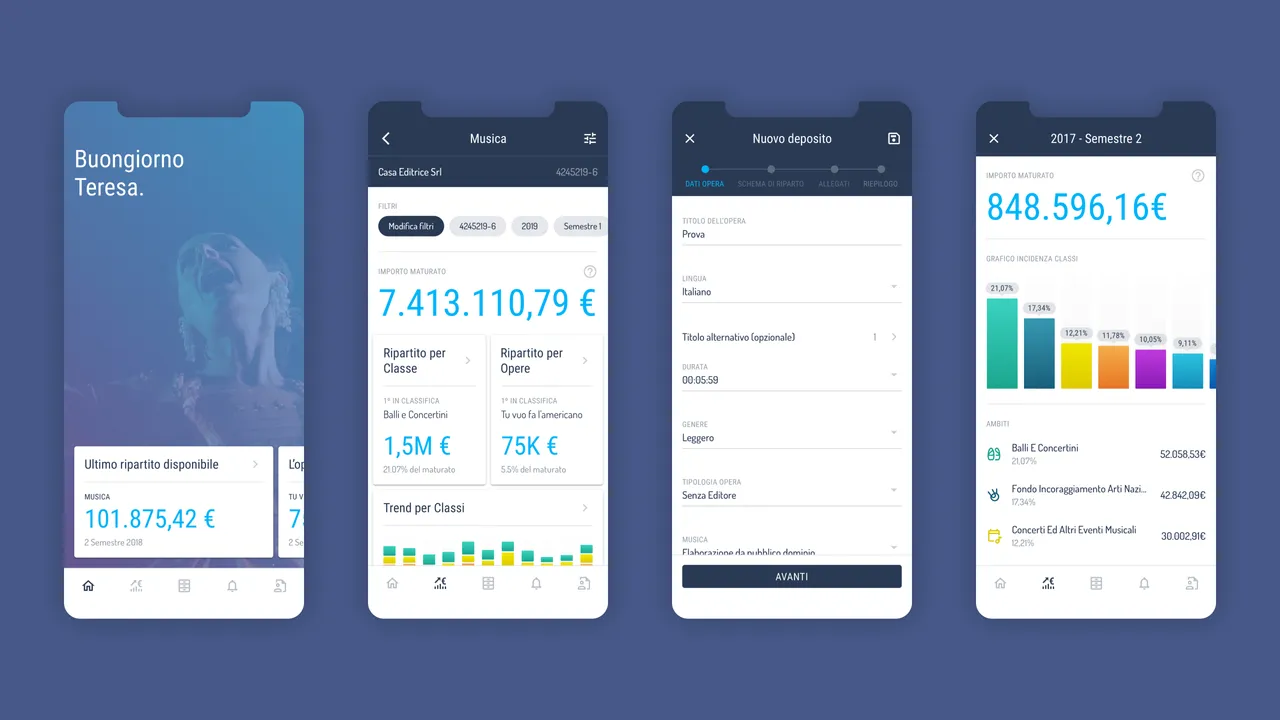 Buongiorno
Teresa.
Ultimo ripartito disponibile
MUSICA
101.875,42 €
2 Semestre 2018
L'op
TU V
7
2 Se
Musica
Casa Editrice Srl 4245219-6
FILTRI
Modifica filtri 4245219-6 2019 Semestre 1
IMPORTO MATURATO
7.413.110,79 €
Ripartito per
Classe
1º IN CLASSIFICA
Balli e Concertini
1,5M €
21.07% del maturato
Ripartito per
Opere
1º IN CLASSIFICA
Tu vuo fa l'americano
75K €
5.5% del maturato
Trend per Classi
Nuovo deposito
DATI OPERA SCHEMA DI RIPARTO ALLEGATI RIEPILOGO
TITOLO DELL'OPERA
Prova
LINGUA
Italiano
Titolo alternativo (opzionale) 1
DURATA
00:05:59
GENERE
Leggero
TIPOLOGIA OPERA
Senza Editore
MUSICA
Elaborazione da pubblico dominio
AVANTI
2017 - Semestre 2
IMPORTO MATURATO
848.596,16€
GRAFICO INCIDENZA CLASSI
21,07%
17,34%
12,21%
11,78%
10,05%
9,11%
AMBITI
Balli E Concertini 52.058,53€
21,07%
Fondo Incoraggiamento Arti Nazi... 42.842,09€
17,34%
Concerti Ed Altri Eventi Musicali 30.002,91€
12,21%